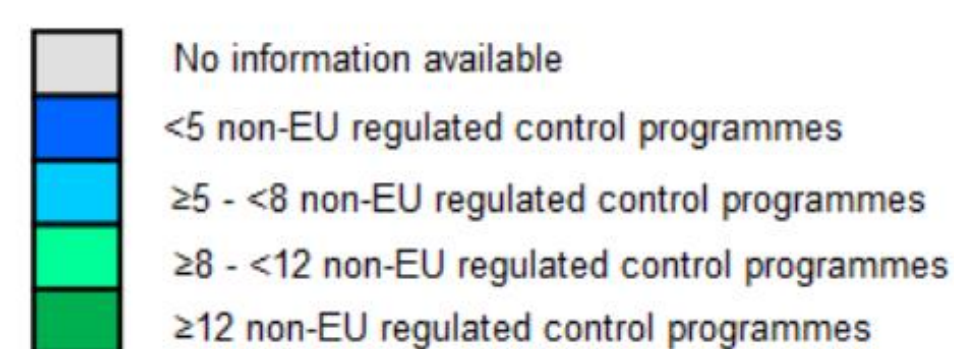 No information available
<5 non-EU regulated control programmes
≥5 - <8 non-EU regulated control programmes
≥8 - <12 non-EU regulated control programmes
≥12 non-EU regulated control programmes